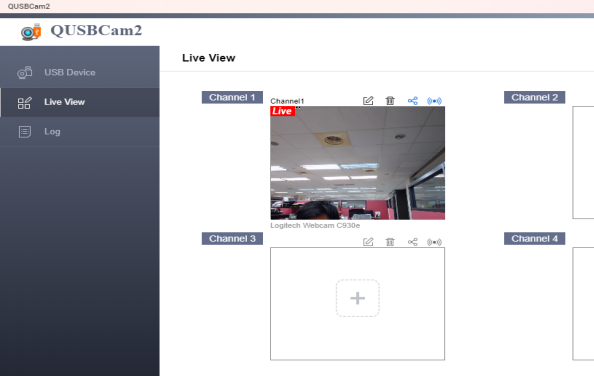 QUSBCam2
QUSBCam2
Live View
USB Device
Live View
Log
Channel 1
Channel1
Live
Logitech Webcam C930e
Channel 2
Channel 3
Channel 4